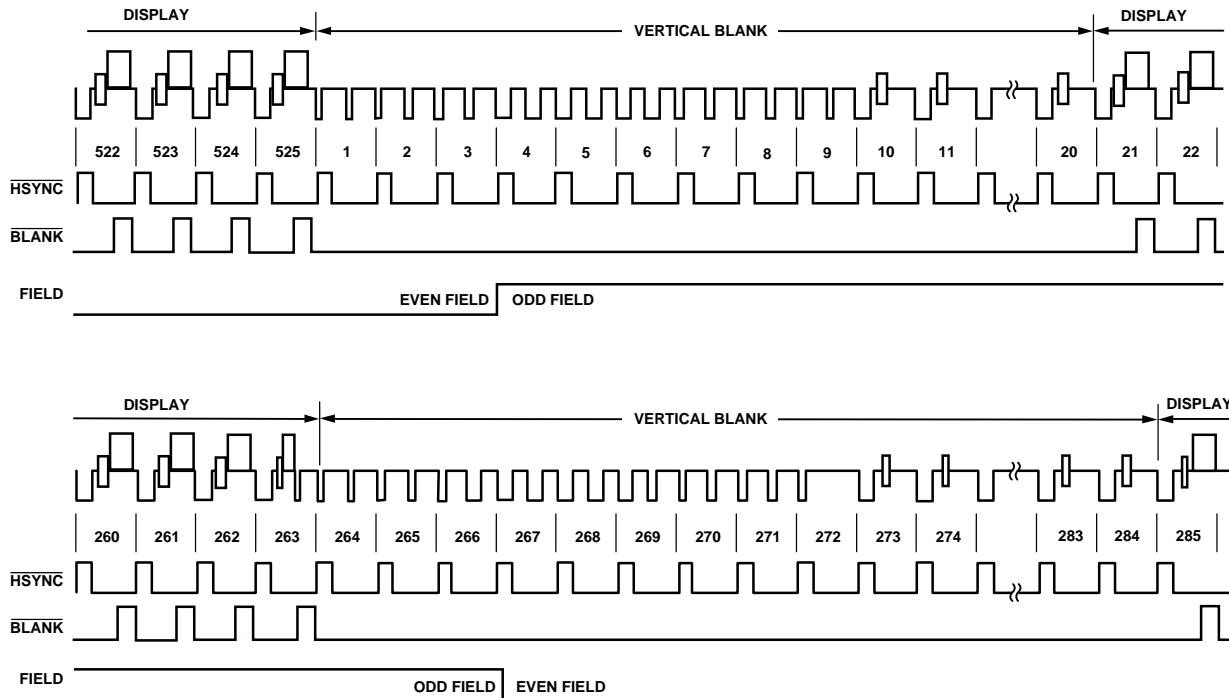 DISPLAY VERTICAL BLANK DISPLAY
522 523 524 525 1 2 3 4 5 6 7 8 9 10 11 20 21 22
HSYNC
BLANK
FIELD EVEN FIELD ODD FIELD
DISPLAY VERTICAL BLANK DISPLAY
260 261 262 263 264 265 266 267 268 269 270 271 272 273 274 283 284 285
HSYNC
BLANK
FIELD ODD FIELD EVEN FIELD